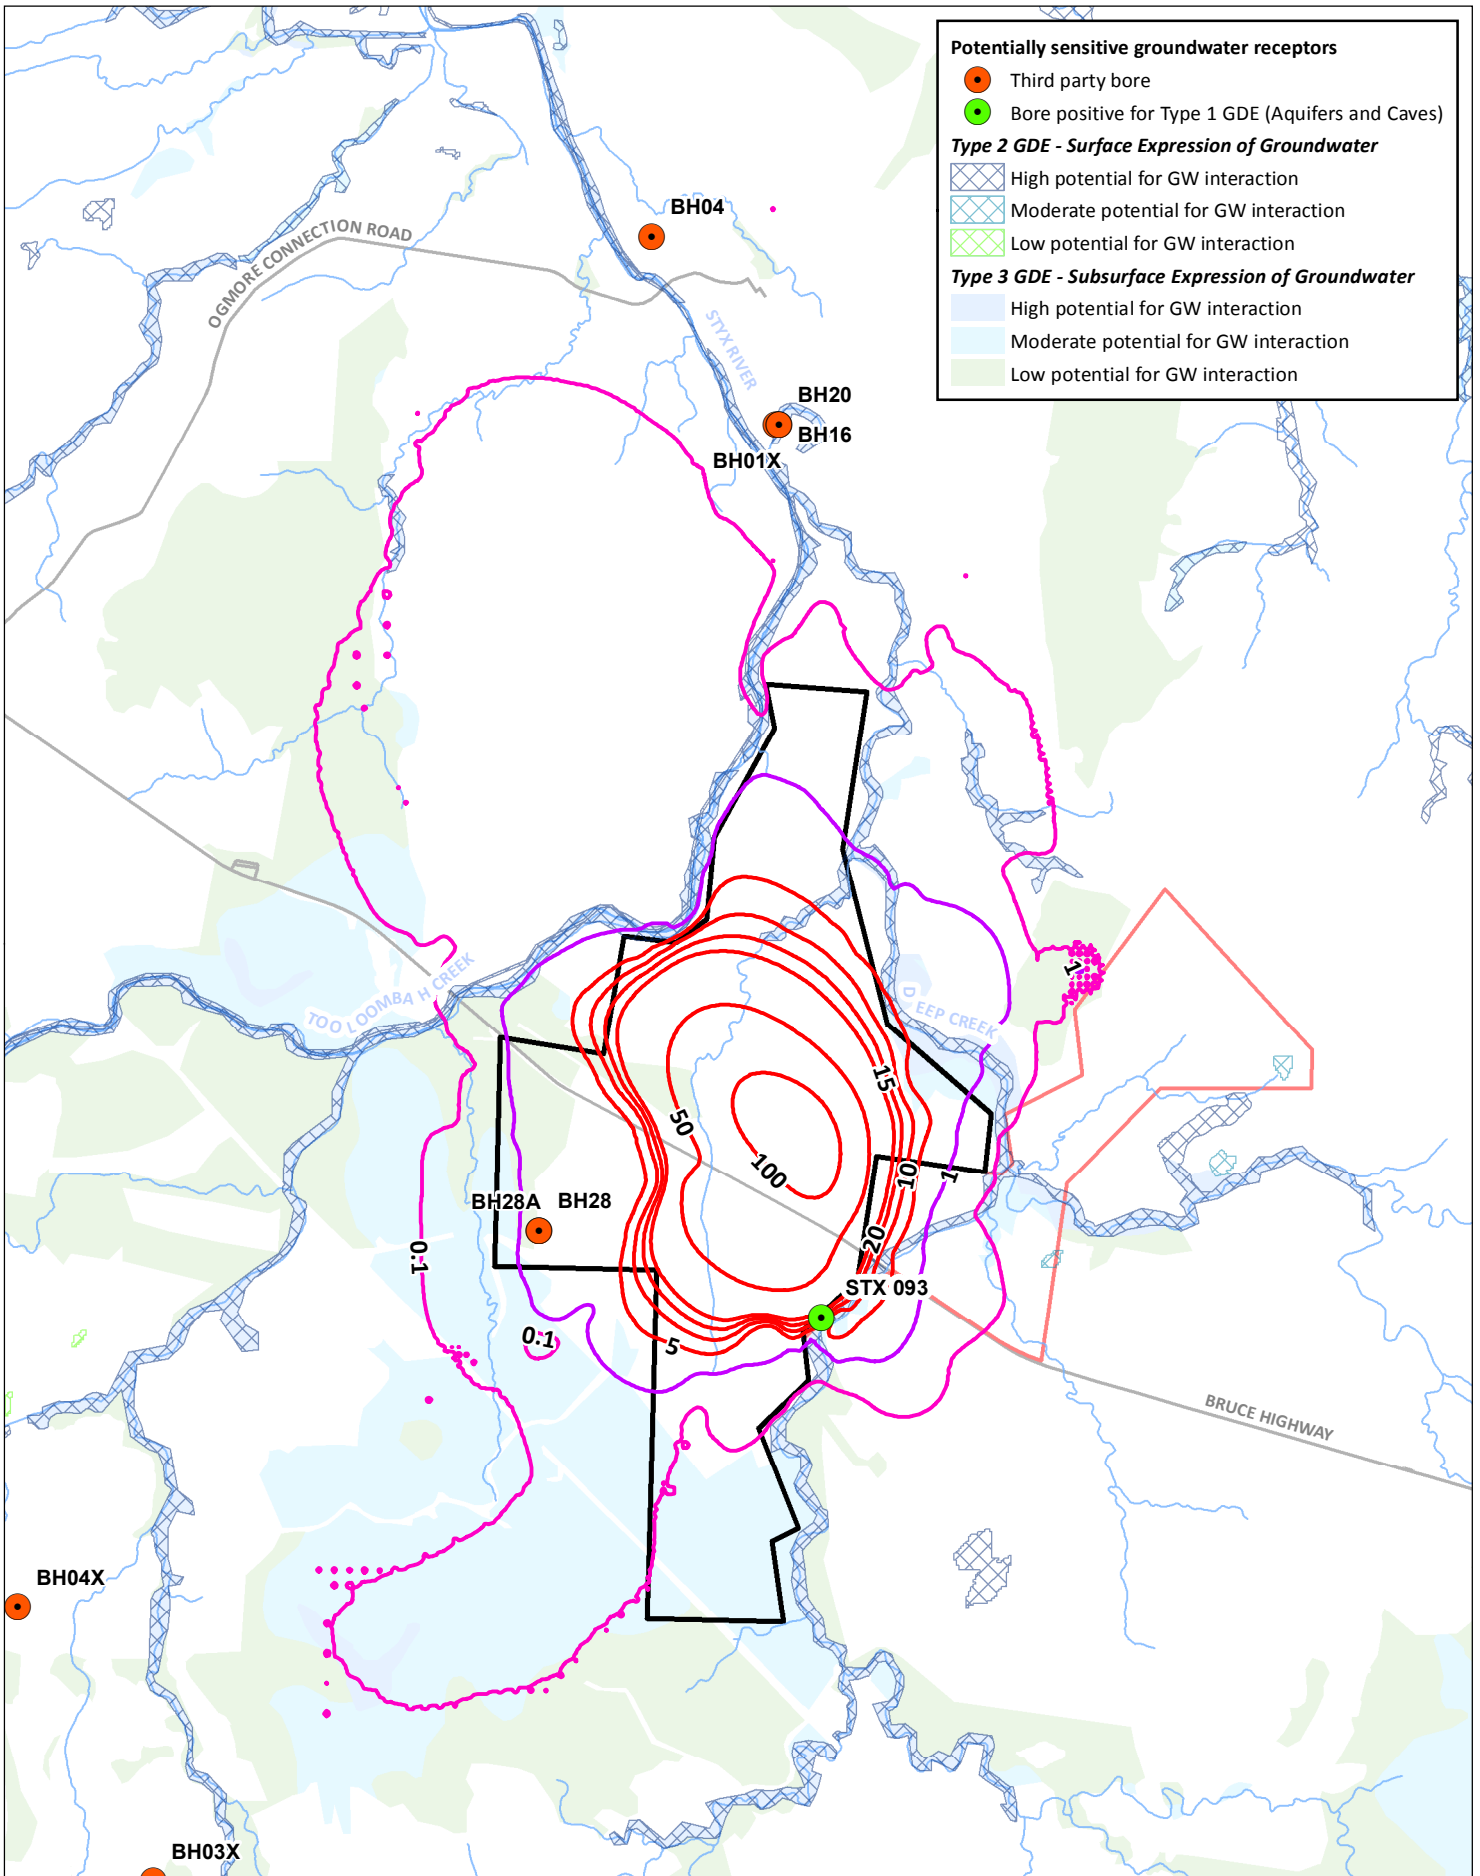 Potentially sensitive groundwater receptors
Third party bore
Bore positive for Type 1 GDE (Aquifers and Caves)
Type 2 GDE - Surface Expression of Groundwater
High potential for GW interaction
Moderate potential for GW interaction
Low potential for GW interaction
Type 3 GDE - Subsurface Expression of Groundwater
High potential for GW interaction
Moderate potential for GW interaction
Low potential for GW interaction
BH04
OGMORE CONNECTION ROAD
STYX RIVER
BH20
BH16
BH01X
TOOLOOMBAH CREEK
DEEP CREEK
1
15
50
100
10
1
BH28A BH28
20
0.1
STX 093
0.1
5
BRUCE HIGHWAY
BH04X
BH03X